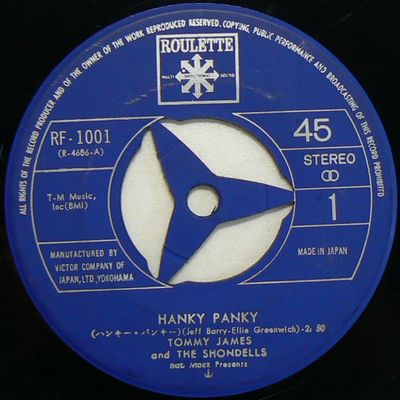 ALL RIGHTS OF THE RECORD PRODUCER AND OF THE OWNER OF THE WORK REPRODUCED RESERVED. COPYING, PUBLIC PERFORMANCE AND BROADCASTING OF THIS RECORD PROHIBITED
ROULETTE
MULTI DIRECTIONAL SOUND
RF-1001
(R-4686-A)
45
STEREO
1
T-M Music,
Inc(BMI)
MANUFACTURED BY
VICTOR COMPANY OF
JAPAN, LTD., YOKOHAMA
MADE IN JAPAN
HANKY PANKY
(ハンキー・パンキー)(Jeff Barry-Ellie Greenwich)-2:50
TOMMY JAMES
and THE SHONDELLS
Bob Mack Presents